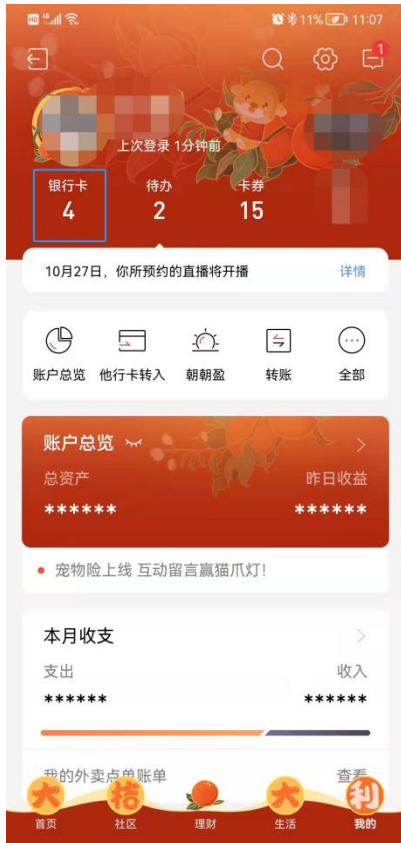 HD 4G 11% 11:07
1
上次登录 1分钟前
银行卡 待办 卡券
4 2 15
10月27日，你所预约的直播将开播 详情
账户总览 他行卡转入 朝朝盈 转账 全部
账户总览
总资产 昨日收益
****** ******
宠物险上线 互动留言赢猫爪灯!
本月收支
支出 收入
****** ******
我的外卖点单账单 查看
大 桔 大 利
首页 社区 理财 生活 我的